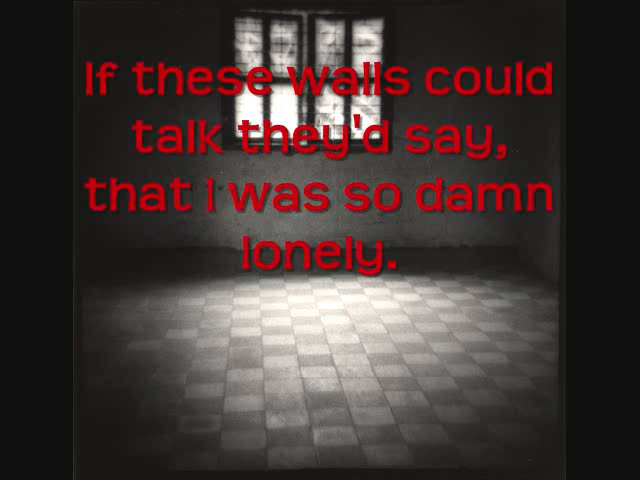 If these walls could
talk they'd say,
that I was so damn
lonely.